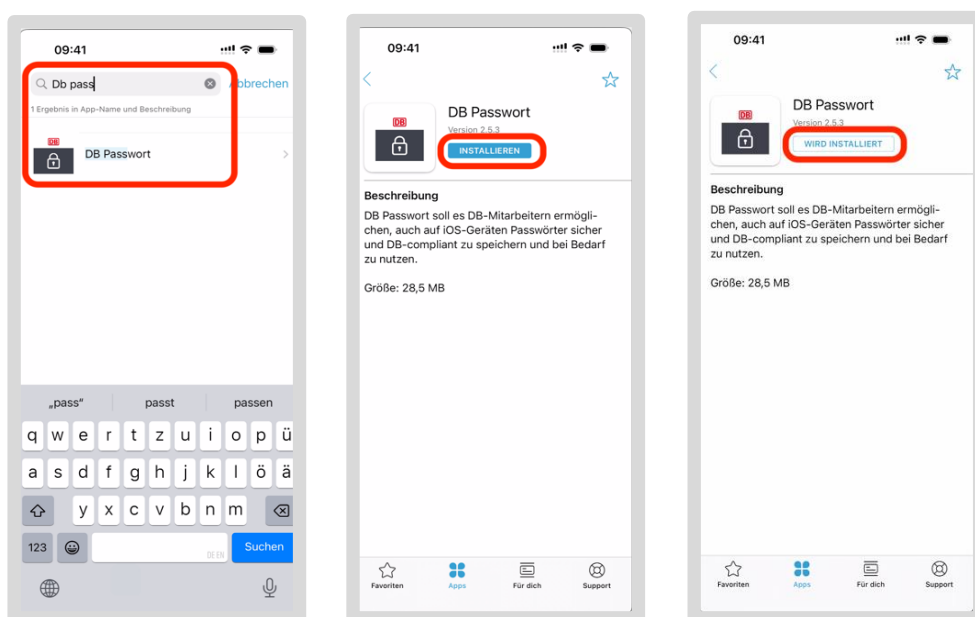 09:41
Db pass
Abbrechen
1 Ergebnis in App-Name und Beschreibung
DB
DB Passwort
„pass“ passt passen
q w e r t z u i o p ü
a s d f g h j k l ö ä
y x c v b n m
123
DE EN
Suchen
09:41
DB
DB Passwort
Version 2.5.3
INSTALLIEREN
Beschreibung
DB Passwort soll es DB-Mitarbeitern ermögli-
chen, auch auf iOS-Geräten Passwörter sicher
und DB-compliant zu speichern und bei Bedarf
zu nutzen.
Größe: 28,5 MB
Favoriten Apps Für dich Support
09:41
DB
DB Passwort
Version 2.5.3
WIRD INSTALLIERT
Beschreibung
DB Passwort soll es DB-Mitarbeitern ermögli-
chen, auch auf iOS-Geräten Passwörter sicher
und DB-compliant zu speichern und bei Bedarf
zu nutzen.
Größe: 28,5 MB
Favoriten Apps Für dich Support